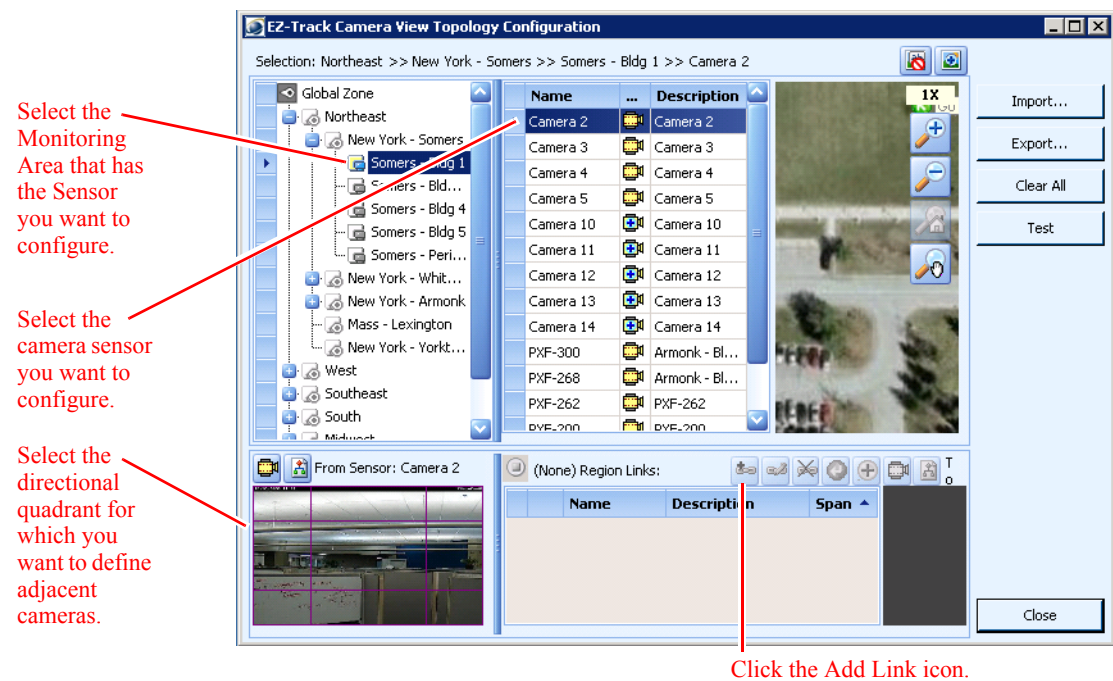 EZ-Track Camera View Topology Configuration
Selection: Northeast >> New York - Somers >> Somers - Bldg 1 >> Camera 2
Select the
Monitoring
Area that has
the Sensor
you want to
configure.
Select the
camera sensor
you want to
configure.
Select the
directional
quadrant for
which you
want to define
adjacent
cameras.
Global Zone
Northeast
New York - Somers
Somers - Bldg 1
Somers - Bld...
Somers - Bldg 4
Somers - Bldg 5
Somers - Peri...
New York - Whit...
New York - Armonk
Mass - Lexington
New York - Yorkt...
West
Southeast
South
Midwest
Name ... Description
Camera 2 Camera 2
Camera 3 Camera 3
Camera 4 Camera 4
Camera 5 Camera 5
Camera 10 Camera 10
Camera 11 Camera 11
Camera 12 Camera 12
Camera 13 Camera 13
Camera 14 Camera 14
PXF-300 Armonk - Bl...
PXF-268 Armonk - Bl...
PXF-262 PXF-262
PXF-200 PXF-200
1X
Import...
Export...
Clear All
Test
From Sensor: Camera 2
(None) Region Links:
To
Name Description Span
Close
Click the Add Link icon.